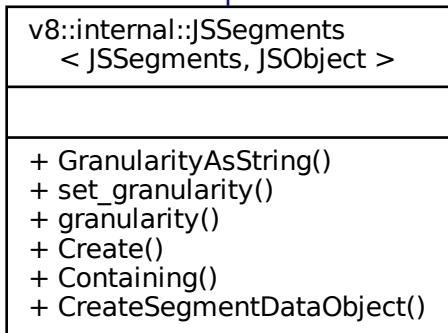 v8::internal::JSSegments
< JSSegments, JSObject >
+ GranularityAsString()
+ set_granularity()
+ granularity()
+ Create()
+ Containing()
+ CreateSegmentDataObject()